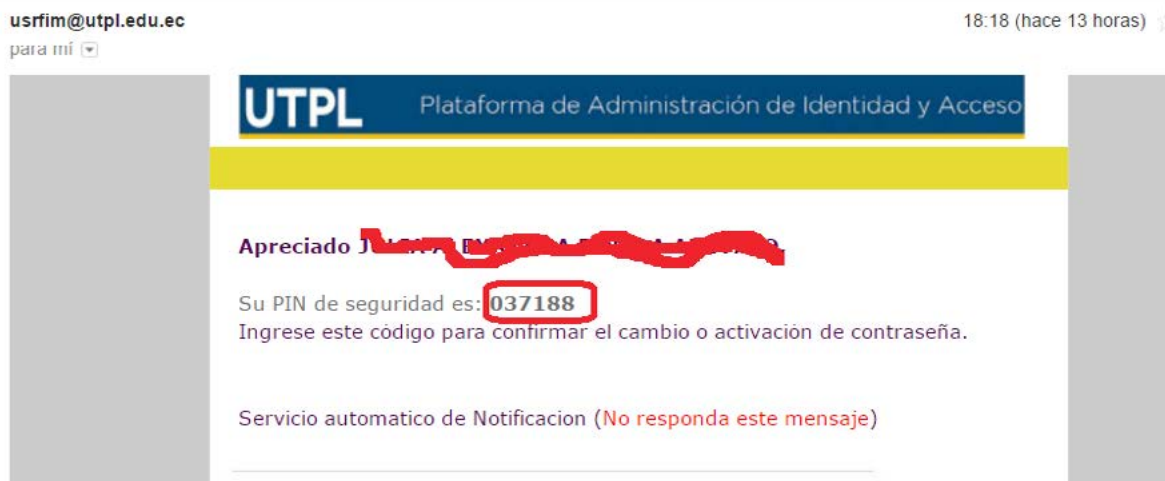 usrfim@utpl.edu.ec
18:18 (hace 13 horas)
para mí
UTPL Plataforma de Administración de Identidad y Acceso
Apreciado
Su PIN de seguridad es: 037188
Ingrese este código para confirmar el cambio o activación de contraseña.
Servicio automatico de Notificacion (No responda este mensaje)